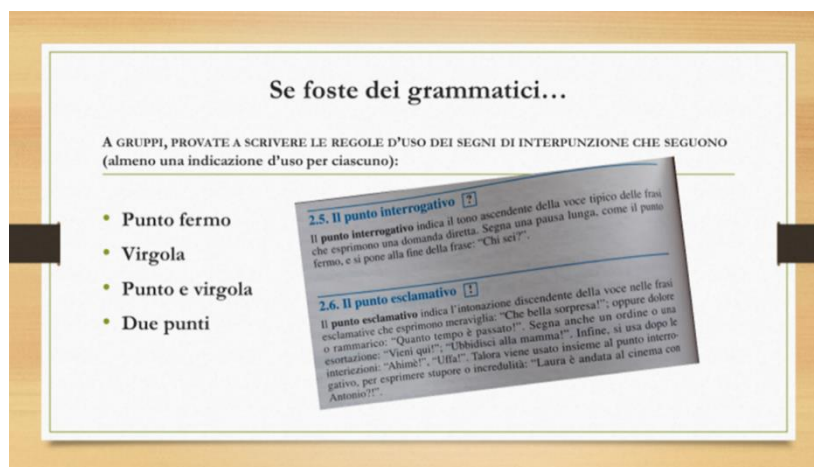 Se foste dei grammatici…
A GRUPPI, PROVATE A SCRIVERE LE REGOLE D'USO DEI SEGNI DI INTERPUNZIONE CHE SEGUONO
(almeno una indicazione d'uso per ciascuno):
• Punto fermo
• Virgola
• Punto e virgola
• Due punti
2.5. Il punto interrogativo ?
Il punto interrogativo indica il tono ascendente della voce tipico delle frasi
che esprimono una domanda diretta. Segna una pausa lunga, come il punto
fermo, e si pone alla fine della frase: "Chi sei?".
2.6. Il punto esclamativo !
Il punto esclamativo indica l'intonazione discendente della voce nelle frasi
esclamative che esprimono meraviglia: "Che bella sorpresa!"; oppure dolore
o rammarico: "Quanto tempo è passato!". Segna anche un ordine o una
esortazione: "Vieni qui!"; "Ubbidisci alla mamma!". Infine, si usa dopo le
interiezioni: "Ahimè!", "Uffa!". Talora viene usato insieme al punto interro-
gativo, per esprimere stupore o incredulità: "Laura è andata al cinema con
Antonio?!".